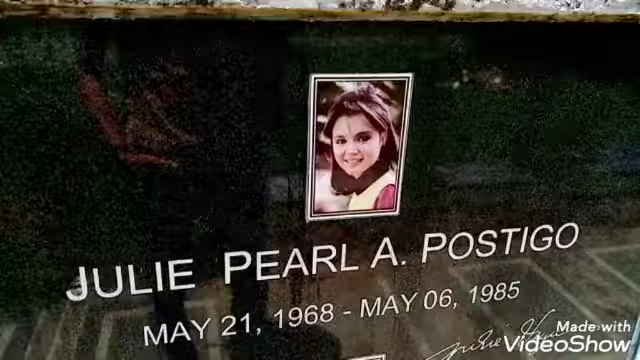 JULIE PEARL A. POSTIGO
MAY 21, 1968 - MAY 06, 1985
Made with
VideoShow